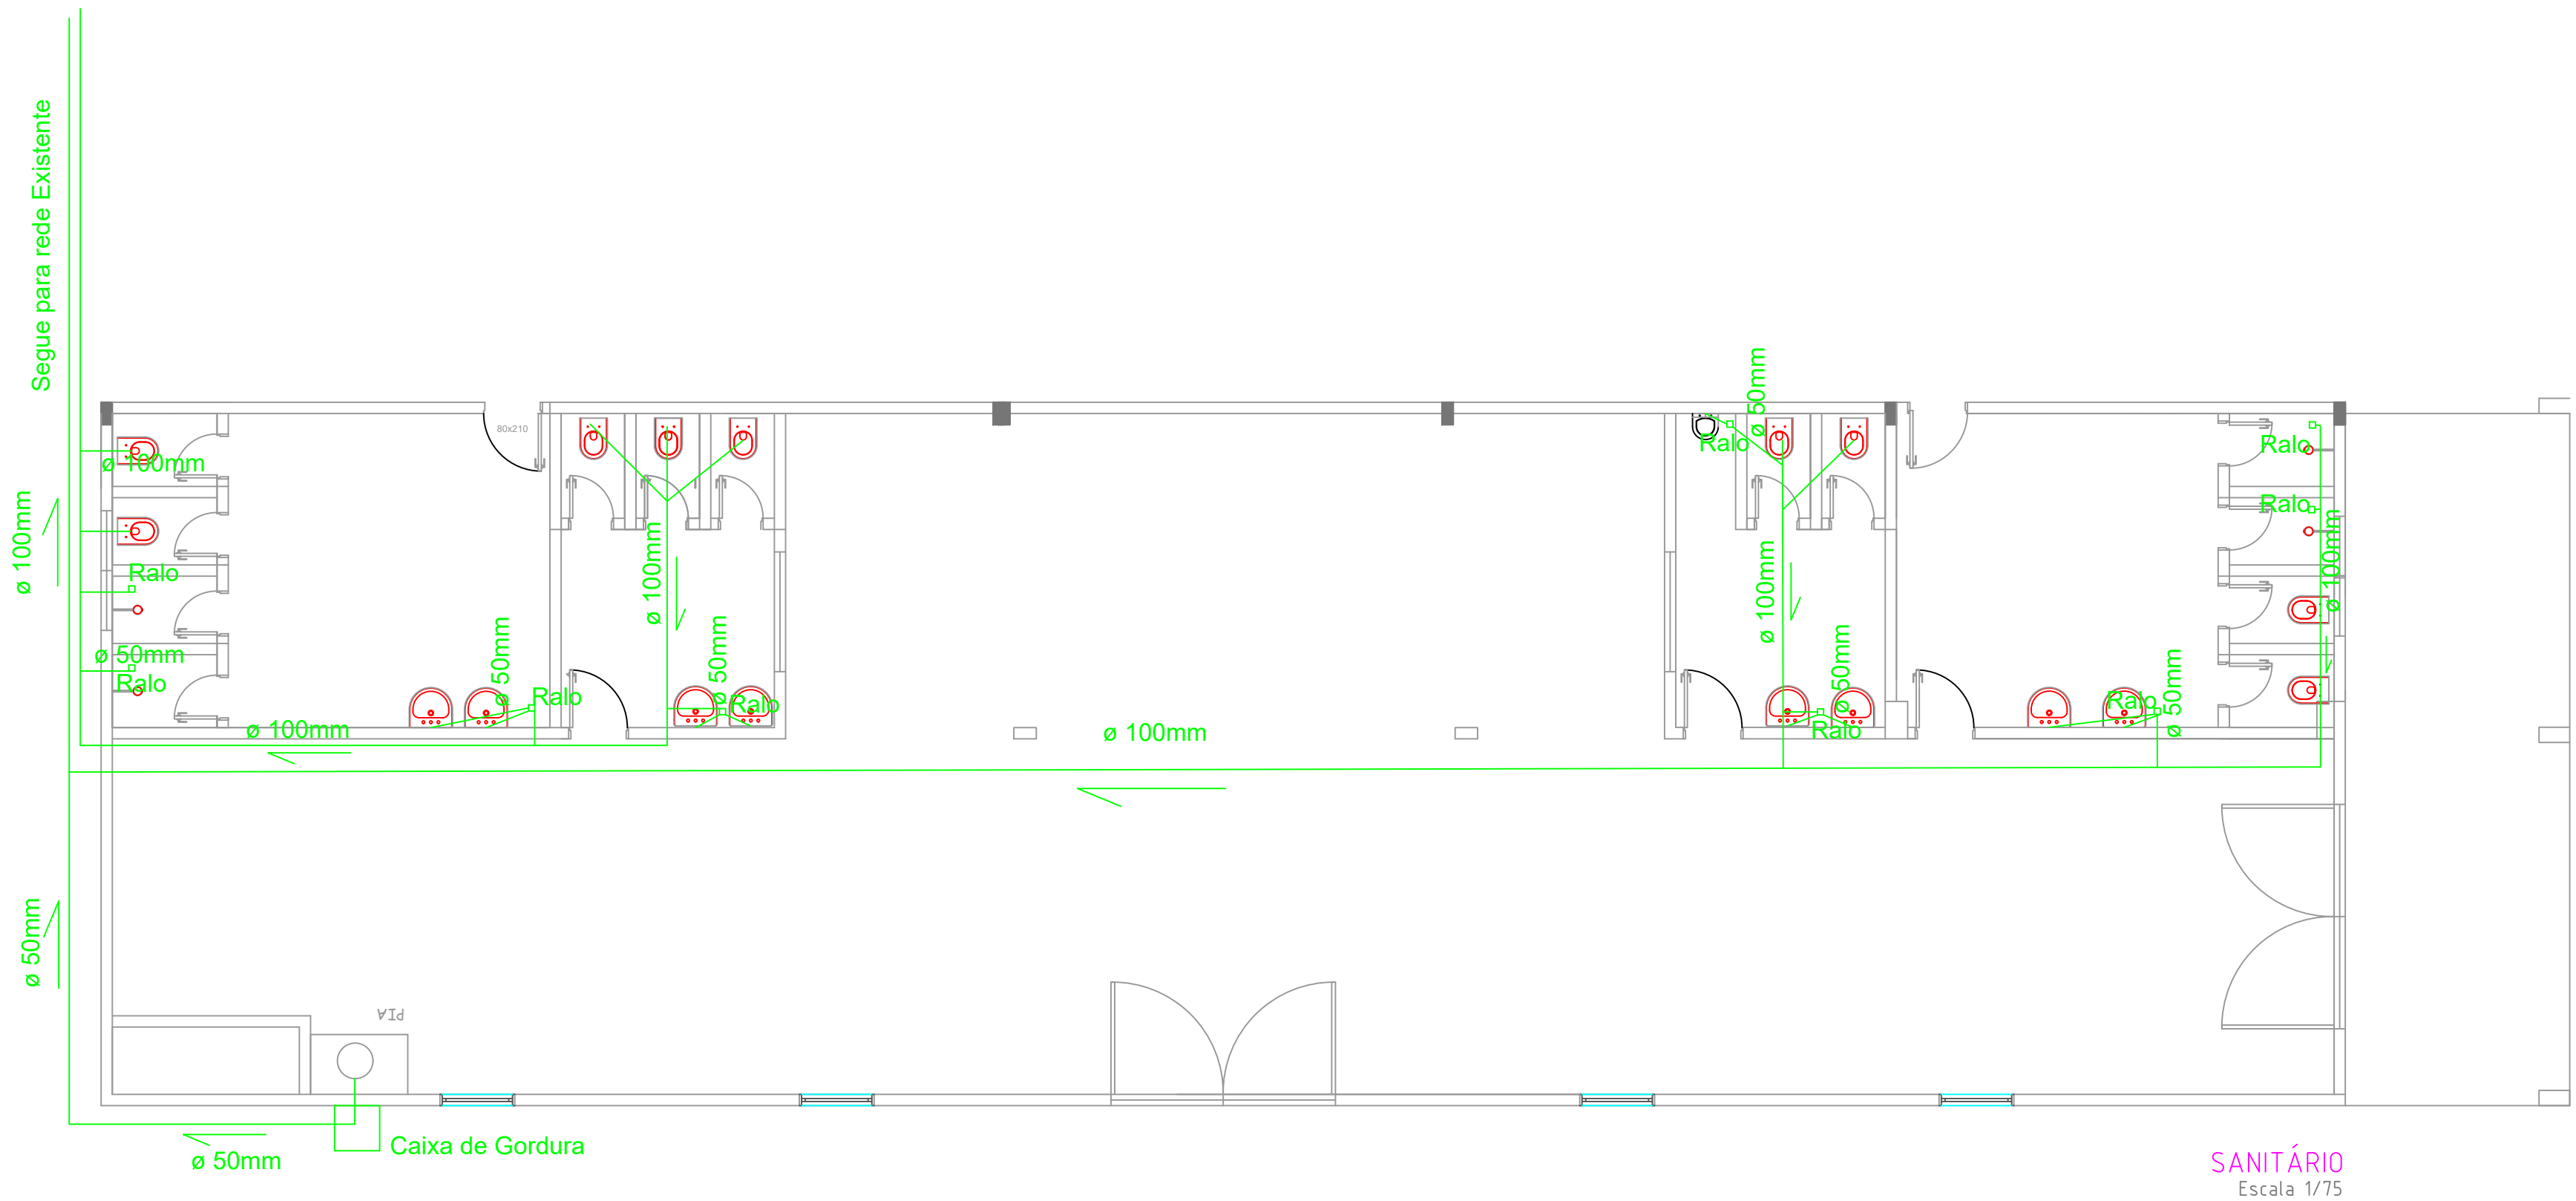 Segue para rede Existente
ø 50mm
Ralo
80x210
ø 100mm
Ralo
Ralo
ø 100mm
ø 100mm
ø 100mm
ø 100mm
Ralo
ø 50mm
Ralo
ø 50mm
Ralo
ø 50mm
Ralo
ø 50mm
Ralo
Ralo
ø 50mm
ø 100mm
ø 100mm
ø 50mm
PIA
Caixa de Gordura
ø 50mm
SANITÁRIO
Escala 1/75